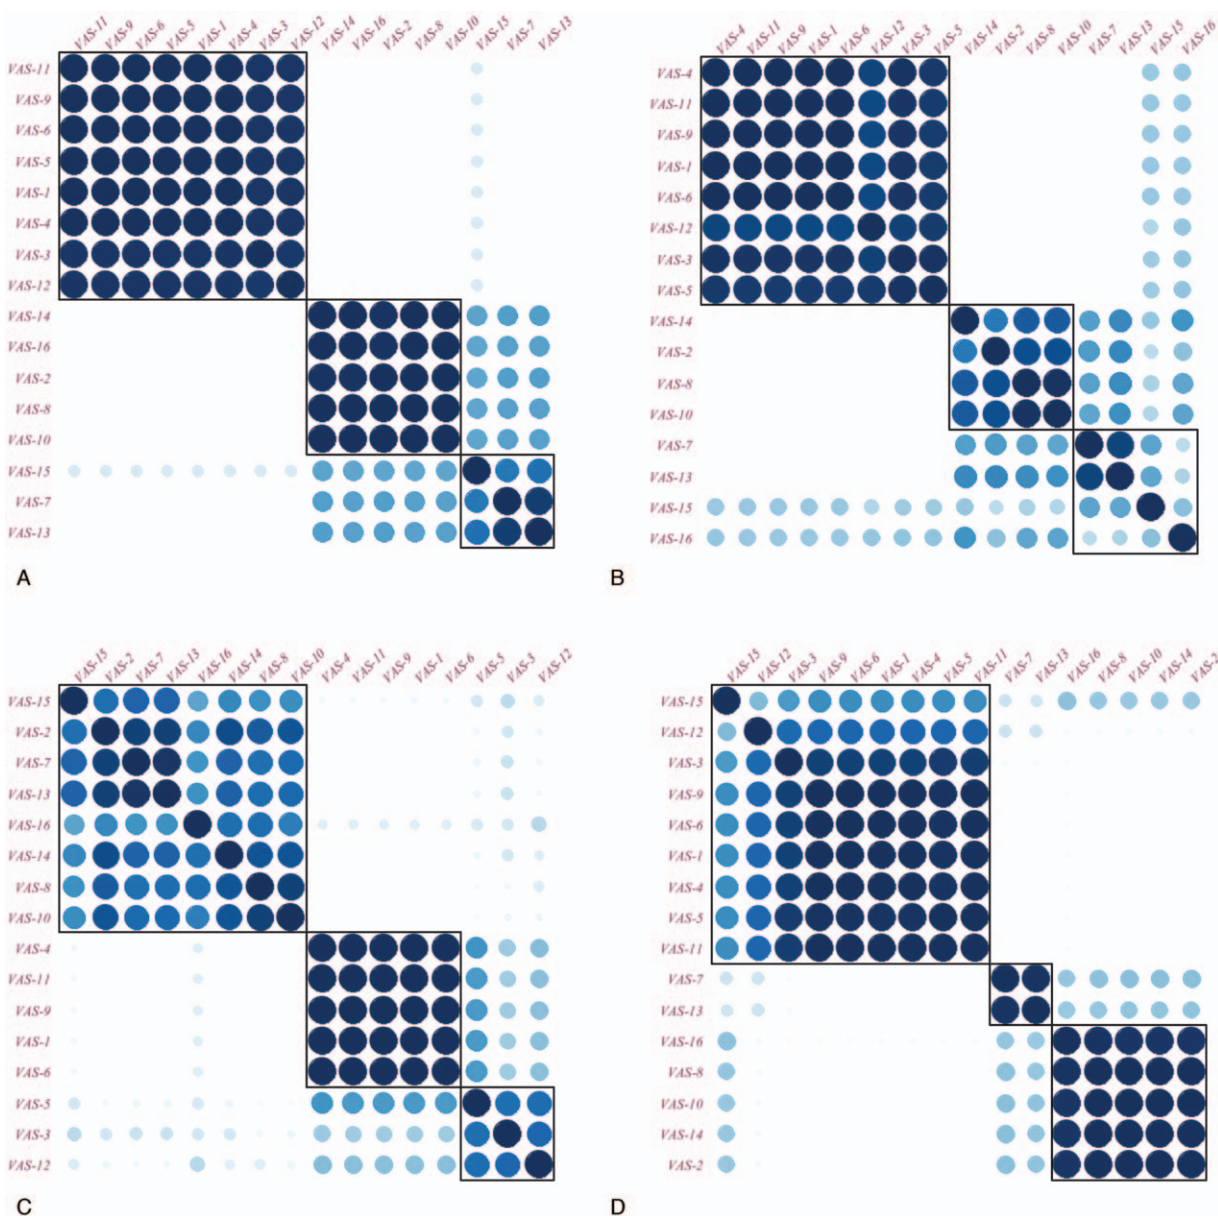 VAS-11 VAS-9 VAS-6 VAS-5 VAS-1 VAS-4 VAS-3 VAS-12 VAS-14 VAS-16 VAS-2 VAS-8 VAS-10 VAS-15 VAS-7 VAS-13
VAS-11
VAS-9
VAS-6
VAS-5
VAS-1
VAS-4
VAS-3
VAS-12
VAS-14
VAS-16
VAS-2
VAS-8
VAS-10
VAS-15
VAS-7
VAS-13
A
VAS-4 VAS-11 VAS-9 VAS-1 VAS-6 VAS-12 VAS-3 VAS-5 VAS-14 VAS-2 VAS-8 VAS-10 VAS-7 VAS-13 VAS-15 VAS-16
VAS-4
VAS-11
VAS-9
VAS-1
VAS-6
VAS-12
VAS-3
VAS-5
VAS-14
VAS-2
VAS-8
VAS-10
VAS-7
VAS-13
VAS-15
VAS-16
B
VAS-15 VAS-2 VAS-7 VAS-13 VAS-16 VAS-14 VAS-8 VAS-10 VAS-4 VAS-11 VAS-9 VAS-1 VAS-6 VAS-5 VAS-3 VAS-12
VAS-15
VAS-2
VAS-7
VAS-13
VAS-16
VAS-14
VAS-8
VAS-10
VAS-4
VAS-11
VAS-9
VAS-1
VAS-6
VAS-5
VAS-3
VAS-12
C
VAS-15 VAS-12 VAS-3 VAS-9 VAS-6 VAS-1 VAS-4 VAS-5 VAS-11 VAS-7 VAS-13 VAS-16 VAS-8 VAS-10 VAS-14 VAS-2
VAS-15
VAS-12
VAS-3
VAS-9
VAS-6
VAS-1
VAS-4
VAS-5
VAS-11
VAS-7
VAS-13
VAS-16
VAS-8
VAS-10
VAS-14
VAS-2
D